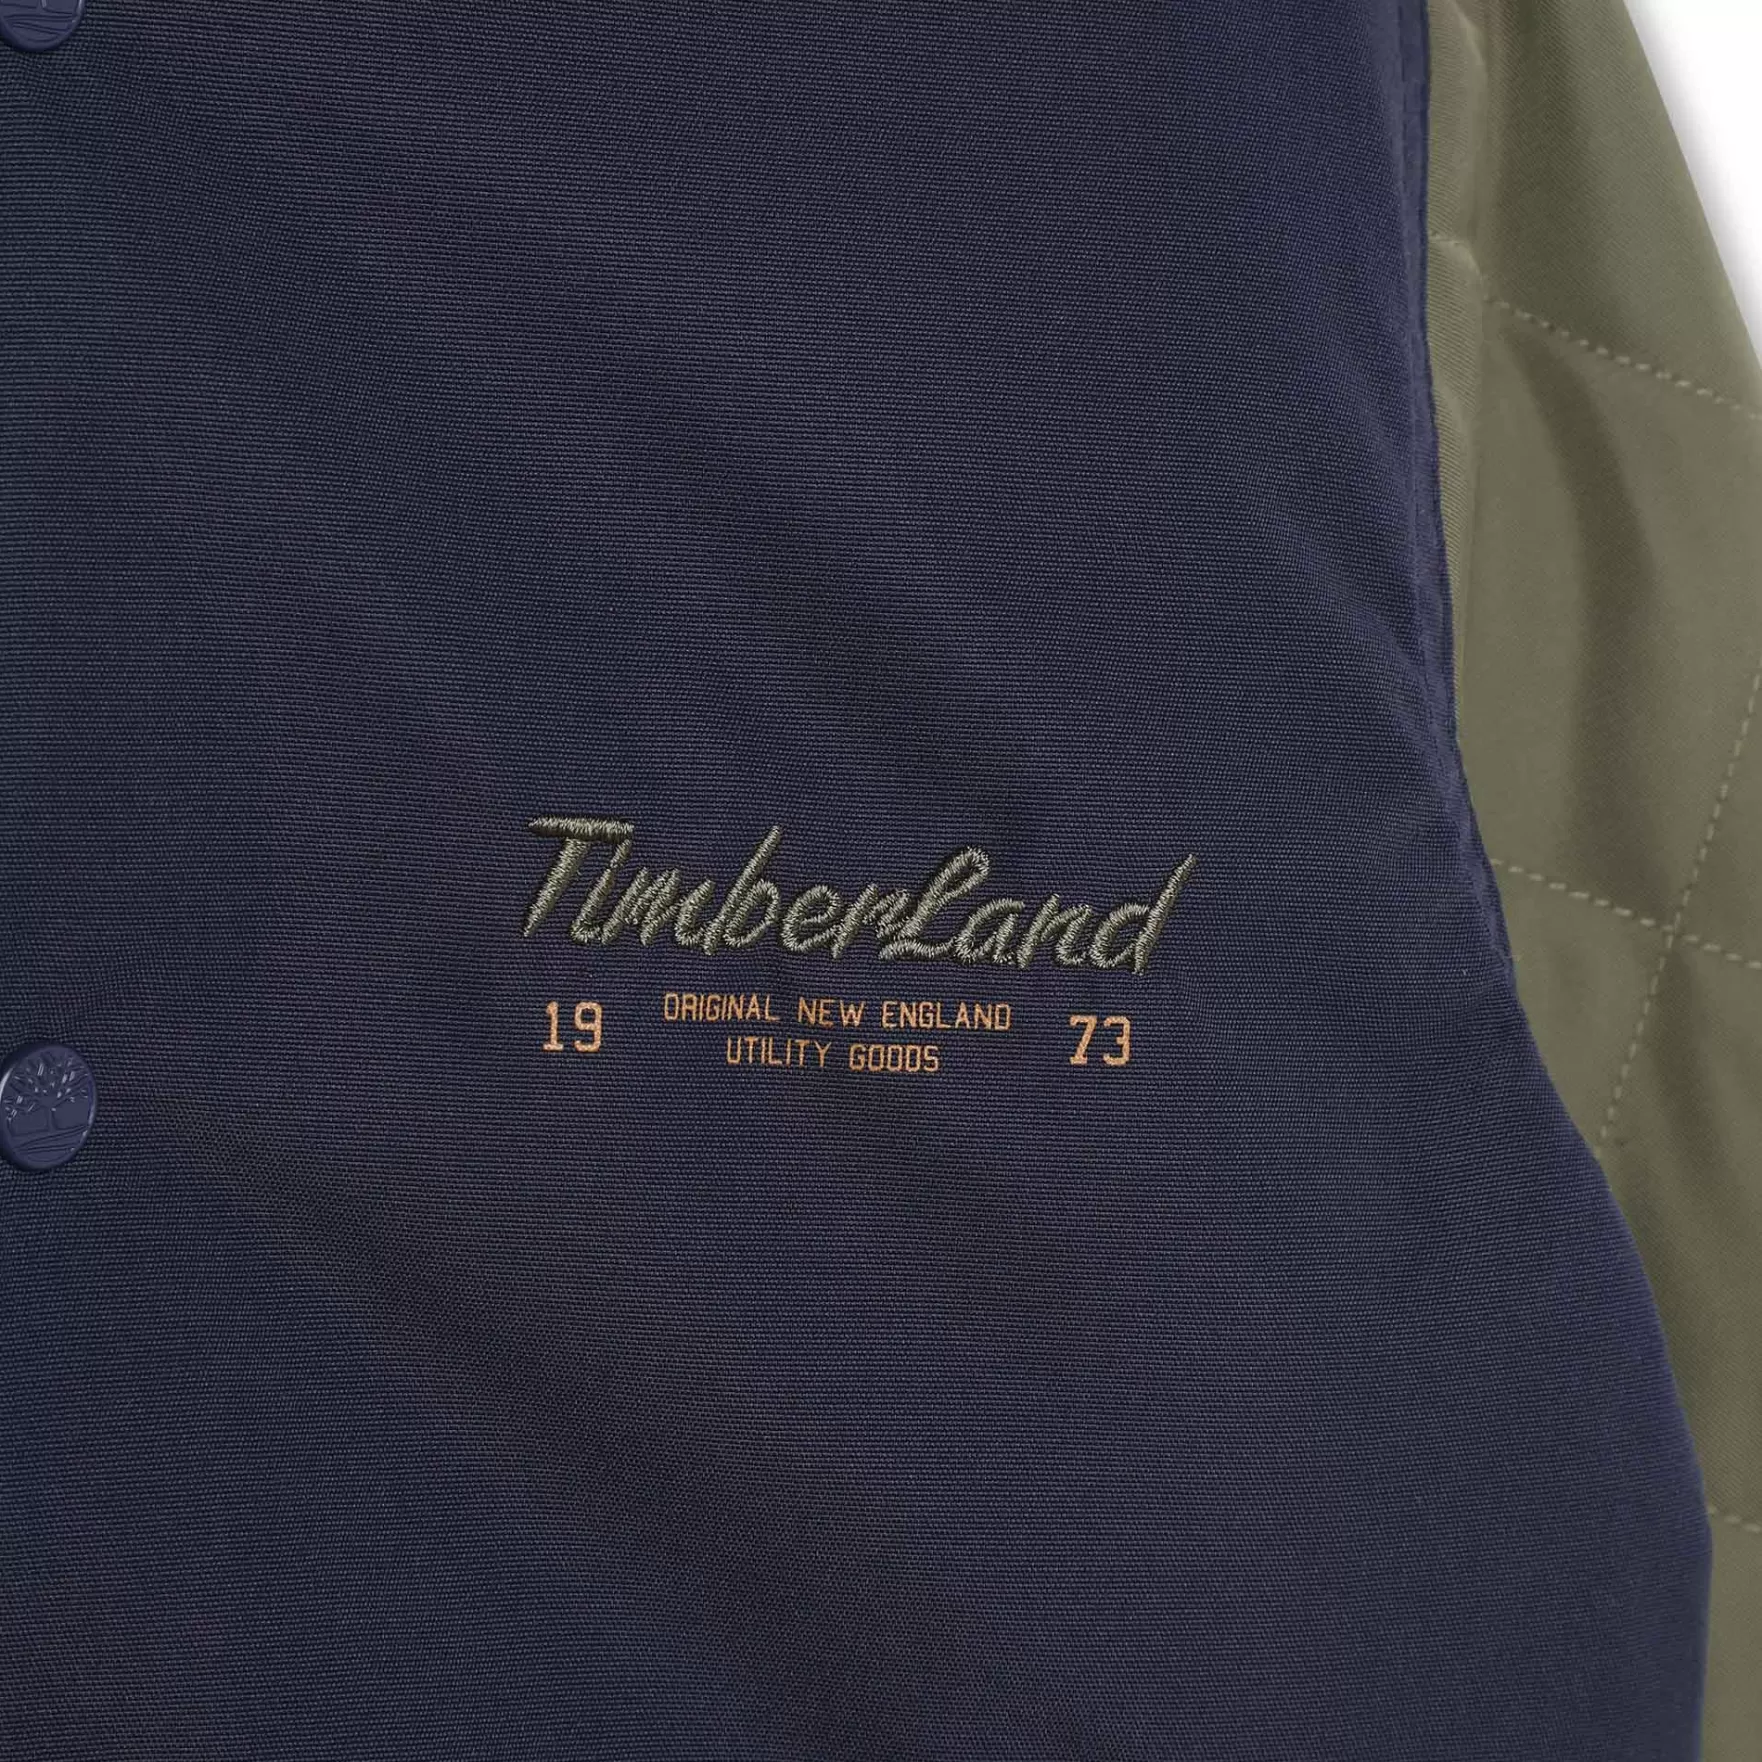 TimberLand
19 ORIGINAL NEW ENGLAND 73
UTILITY GOODS